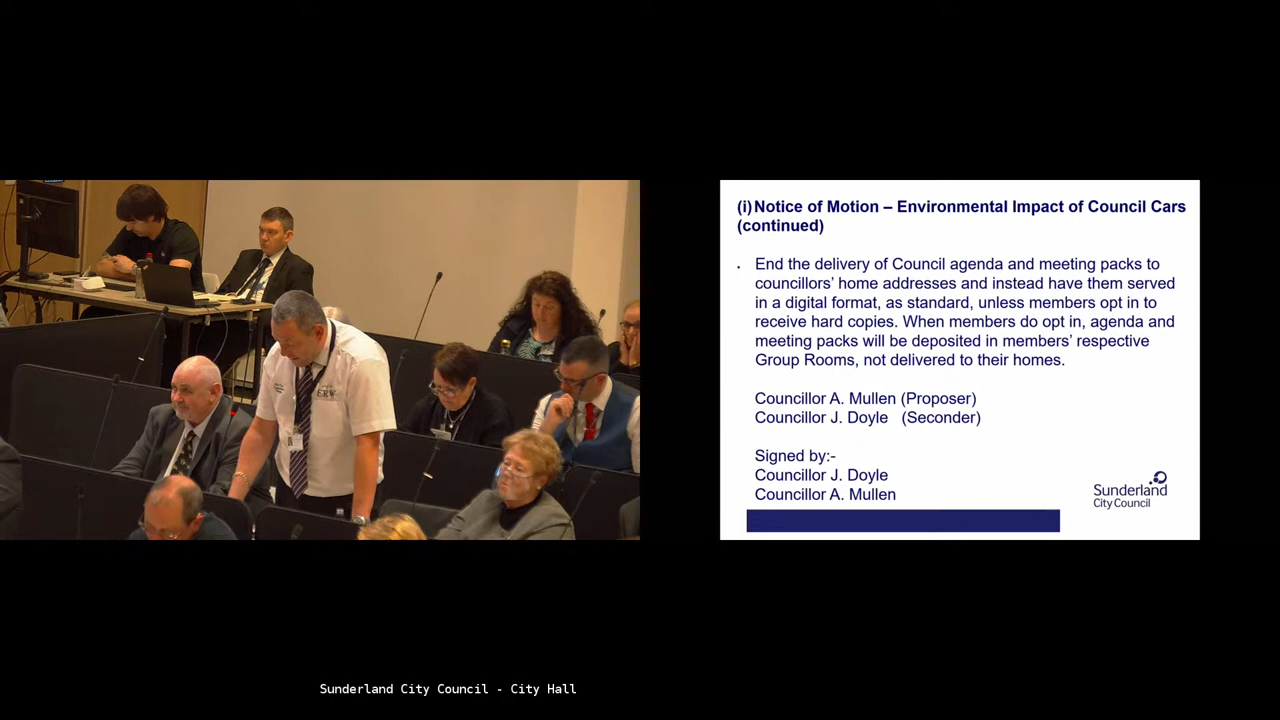 (i) Notice of Motion – Environmental Impact of Council Cars
(continued)
. End the delivery of Council agenda and meeting packs to
councillors' home addresses and instead have them served
in a digital format, as standard, unless members opt in to
receive hard copies. When members do opt in, agenda and
meeting packs will be deposited in members' respective
Group Rooms, not delivered to their homes.
Councillor A. Mullen (Proposer)
Councillor J. Doyle (Seconder)
Signed by:-
Councillor J. Doyle
Councillor A. Mullen
Sunderland
City Council
Sunderland City Council - City Hall